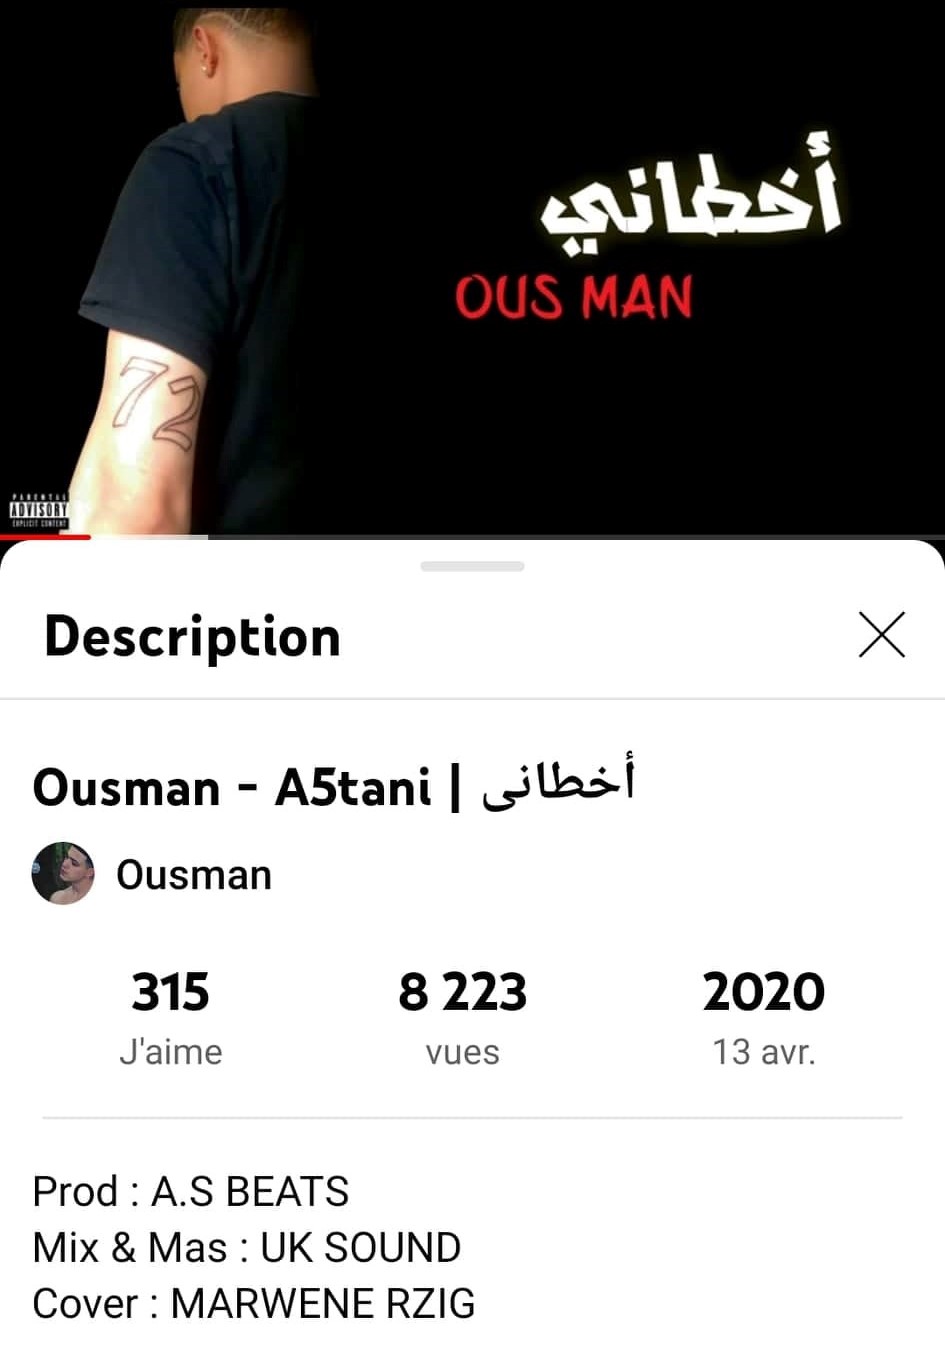 أخطاني
OUS MAN
72
PARENTAL
ADVISORY
EXPLICIT CONTENT
Description
Ousman - A5tani | أخطانى
Ousman
315
J'aime
8 223
vues
2020
13 avr.
Prod : A.S BEATS
Mix & Mas : UK SOUND
Cover : MARWENE RZIG